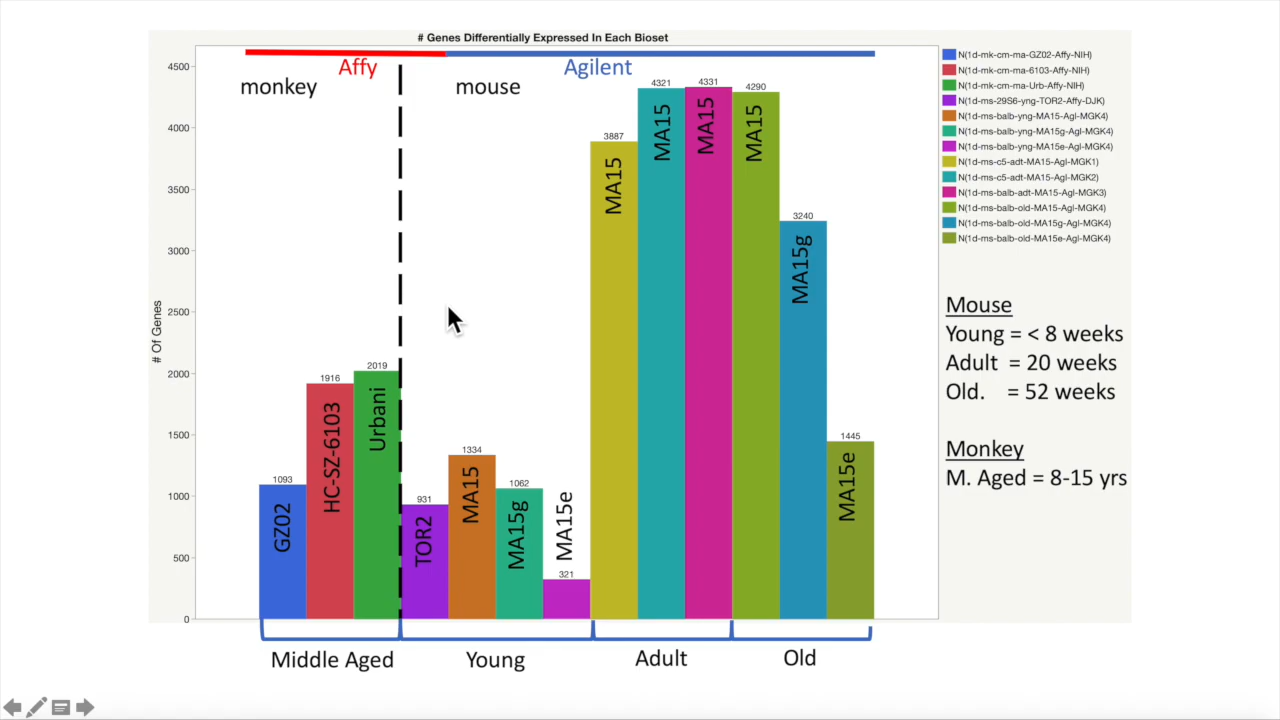 # Genes Differentially Expressed In Each Bioset
Affy
Agilent
monkey
mouse
# Of Genes
4500
4000
3500
3000
2500
2000
1500
1000
500
0
1093
GZ02
1916
HC-SZ-6103
2019
Urbani
931
TOR2
1334
MA15
1062
MA15g
321
MA15e
3887
MA15
4321
MA15
4331
MA15
4290
MA15
3240
MA15g
1445
MA15e
Middle Aged
Young
Adult
Old
N(1d-mk-cm-ma-GZ02-Affy-NIH)
N(1d-mk-cm-ma-6103-Affy-NIH)
N(1d-mk-cm-ma-Urb-Affy-NIH)
N(1d-ms-29S6-yng-TOR2-Affy-DJK)
N(1d-ms-balb-yng-MA15-Agl-MGK4)
N(1d-ms-balb-yng-MA15g-Agl-MGK4)
N(1d-ms-balb-yng-MA15e-Agl-MGK4)
N(1d-ms-c5-adt-MA15-Agl-MGK1)
N(1d-ms-c5-adt-MA15-Agl-MGK2)
N(1d-ms-balb-adt-MA15-Agl-MGK3)
N(1d-ms-balb-old-MA15-Agl-MGK4)
N(1d-ms-balb-old-MA15g-Agl-MGK4)
N(1d-ms-balb-old-MA15e-Agl-MGK4)
Mouse
Young = < 8 weeks
Adult = 20 weeks
Old. = 52 weeks
Monkey
M. Aged = 8-15 yrs